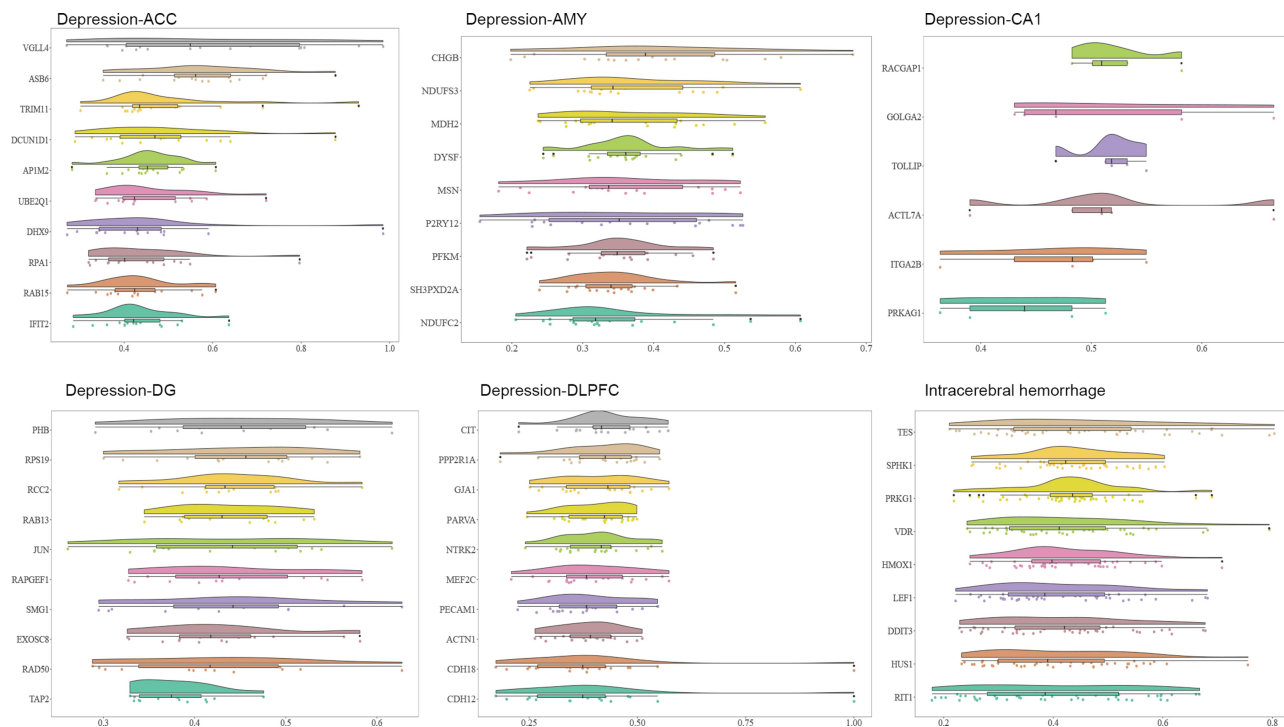 Depression-ACC
VGLL4
ASB6
TRIM1
DCUN1D1
AP1M2
UBE2Q1
DHX9
RPA1
RAB15
IFIT2
0.4 0.6 0.8 1.0
Depression-AMY
CHGB
NDUFS3
MDH2
DYSF
MSN
P2RY12
PFKM
SH3PXD2A
NDUFC2
0.2 0.3 0.4 0.5 0.6 0.7
Depression-CA1
RACGAP1
GOLGA2
TOLLIP
ACTL7A
ITGA2B
PRKAG1
0.4 0.5 0.6
Depression-DG
PHB
RPS19
RCC2
RAB13
JUN
RAPGEF1
SMG1
EXOSC8
RAD50
TAP2
0.3 0.4 0.5 0.6
Depression-DLPFC
CIT
PPP2R1A
GJA1
PARVA
NTRK2
MEF2C
PECAM1
ACTN1
CDH18
CDH12
0.25 0.50 0.75 1.00
Intracerebral hemorrhage
TES
SPHK1
PRKG1
VDR
HMOX1
LEF1
DDIT3
HUS1
RIT1
0.2 0.4 0.6 0.8